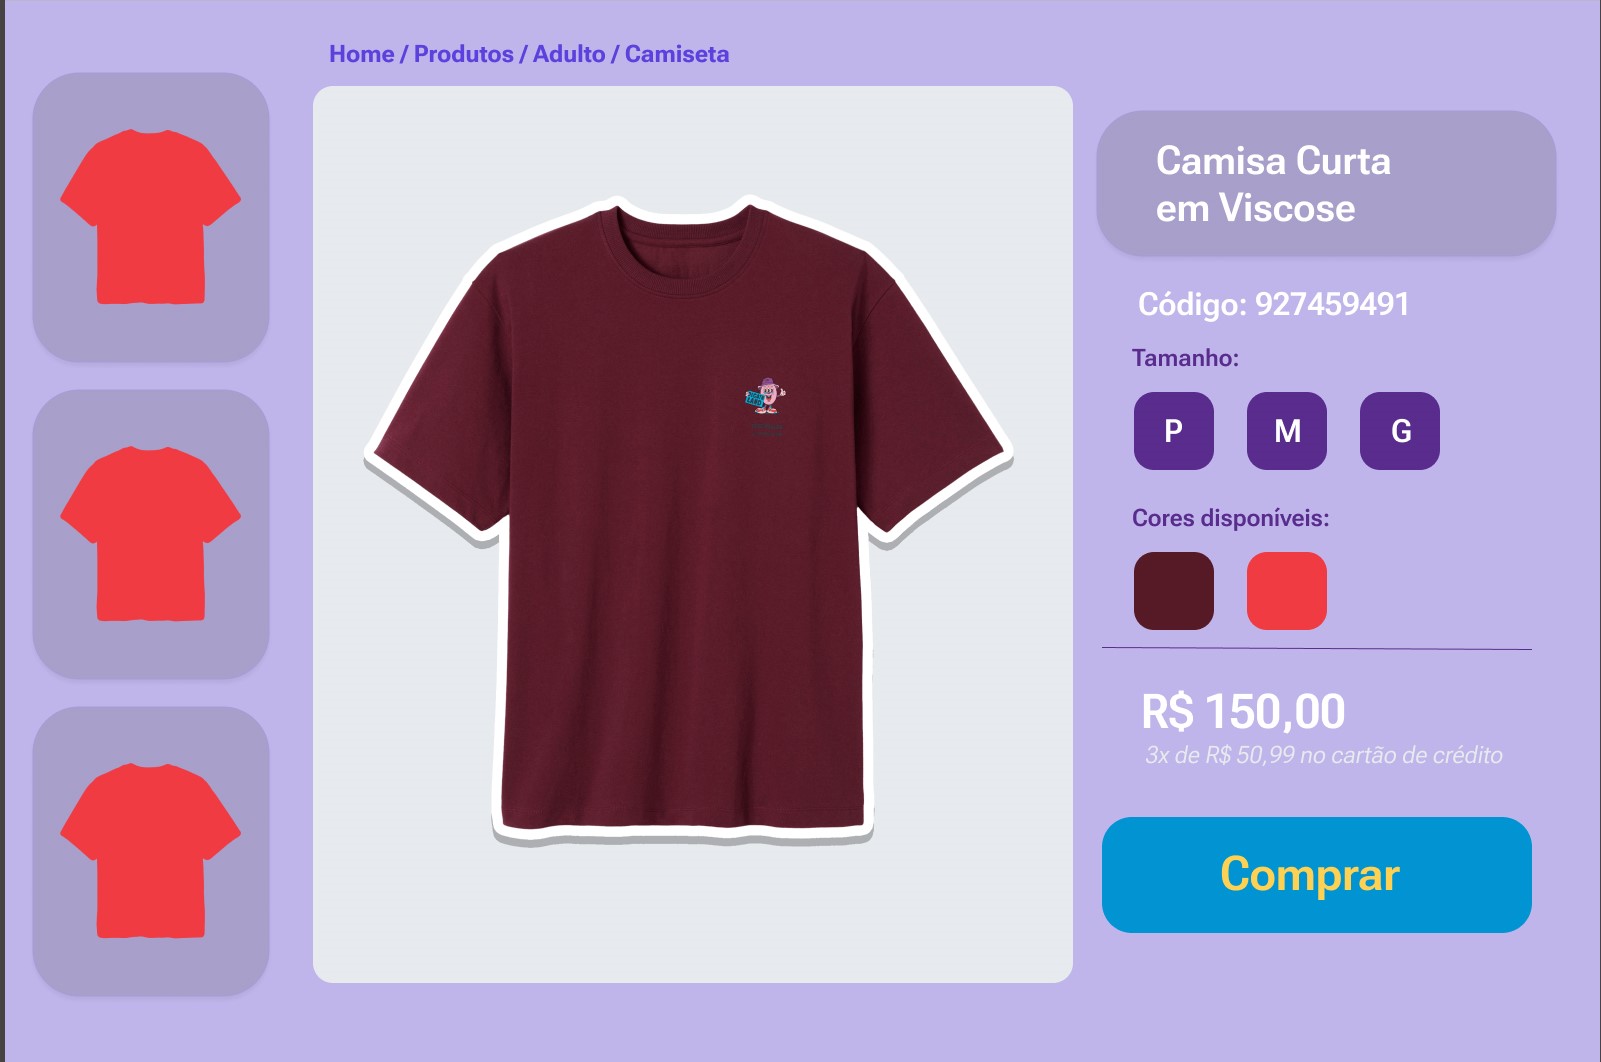 Home / Produtos / Adulto / Camiseta
Camisa Curta
em Viscose
Código: 927459491
Tamanho:
P M G
Cores disponíveis:
R$ 150,00
3x de R$ 50,99 no cartão de crédito
Comprar